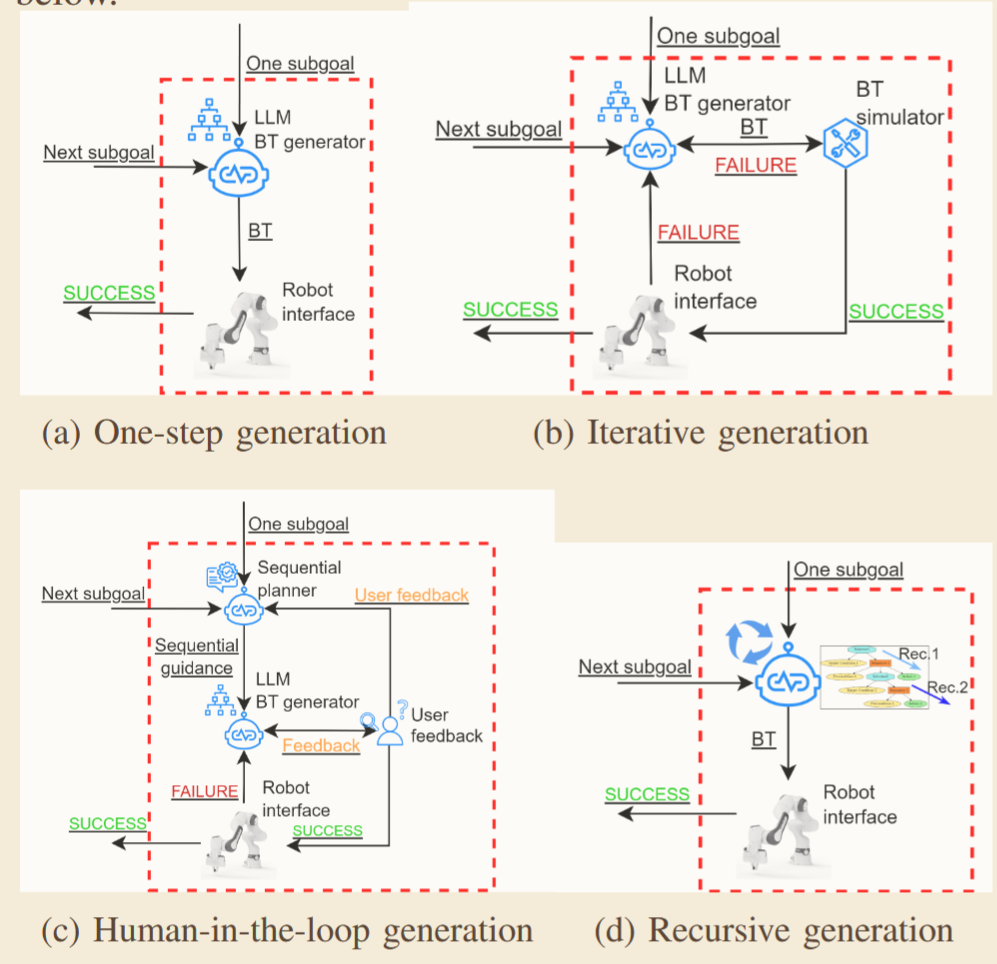 below.
One subgoal
LLM
BT generator
Next subgoal
BT
SUCCESS
Robot
interface
(a) One-step generation
One subgoal
LLM
BT generator
BT
simulator
Next subgoal
BT
FAILURE
FAILURE
Robot
interface
SUCCESS
SUCCESS
(b) Iterative generation
One subgoal
Sequential
planner
Next subgoal
User feedback
Sequential
guidance
LLM
BT generator
User
feedback
Feedback
FAILURE
Robot
interface
SUCCESS
SUCCESS
(c) Human-in-the-loop generation
One subgoal
Rec.1
Next subgoal
Rec.2
BT
SUCCESS
Robot
interface
(d) Recursive generation